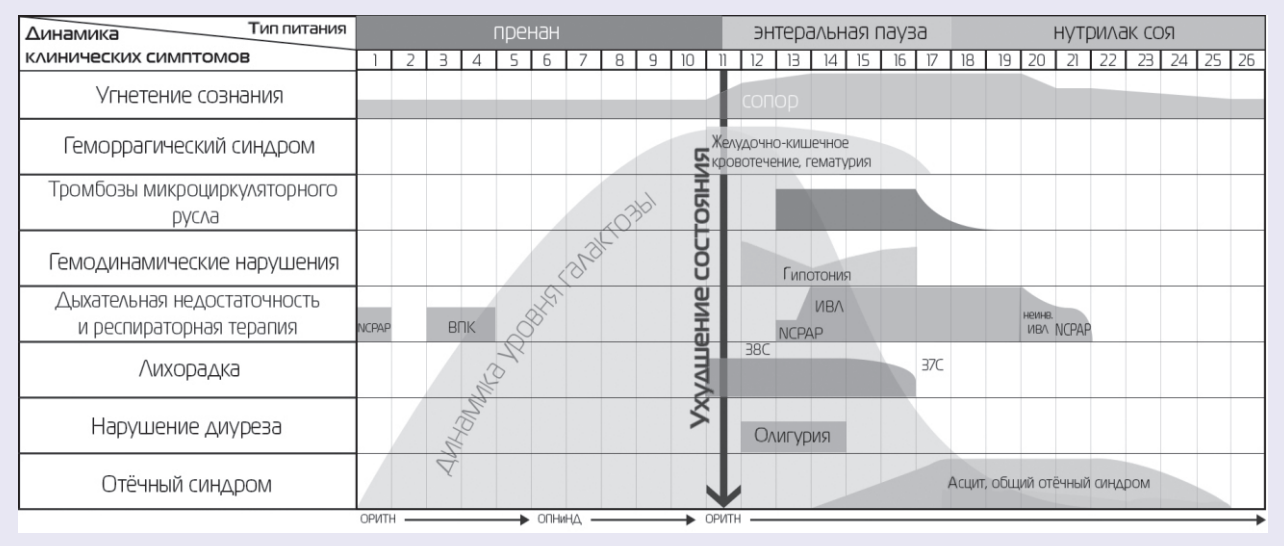 Динамика
Тип питания
клинических симптомов
пренан
энтеральная пауза
нутрилак соя
1 2 3 4 5 6 7 8 9 10 11 12 13 14 15 16 17 18 19 20 21 22 23 24 25 26
Угнетение сознания
сопор
Геморрагический синдром
Желудочно-кишечное
кровотечение, гематурия
Тромбозы микроциркуляторного
русла
Гемодинамические нарушения
Гипотония
Дыхательная недостаточность
и респираторная терапия
NCPAP
ВПК
NCPAP
ИВЛ
неинв.
ИВЛ
NCPAP
Лихорадка
38С
37С
Нарушение диуреза
Олигурия
Отёчный синдром
Асцит, общий отёчный синдром
Динамика уровня галактозы
Ухудшение состояния
ОРИТН
ОПНиНД
ОРИТН